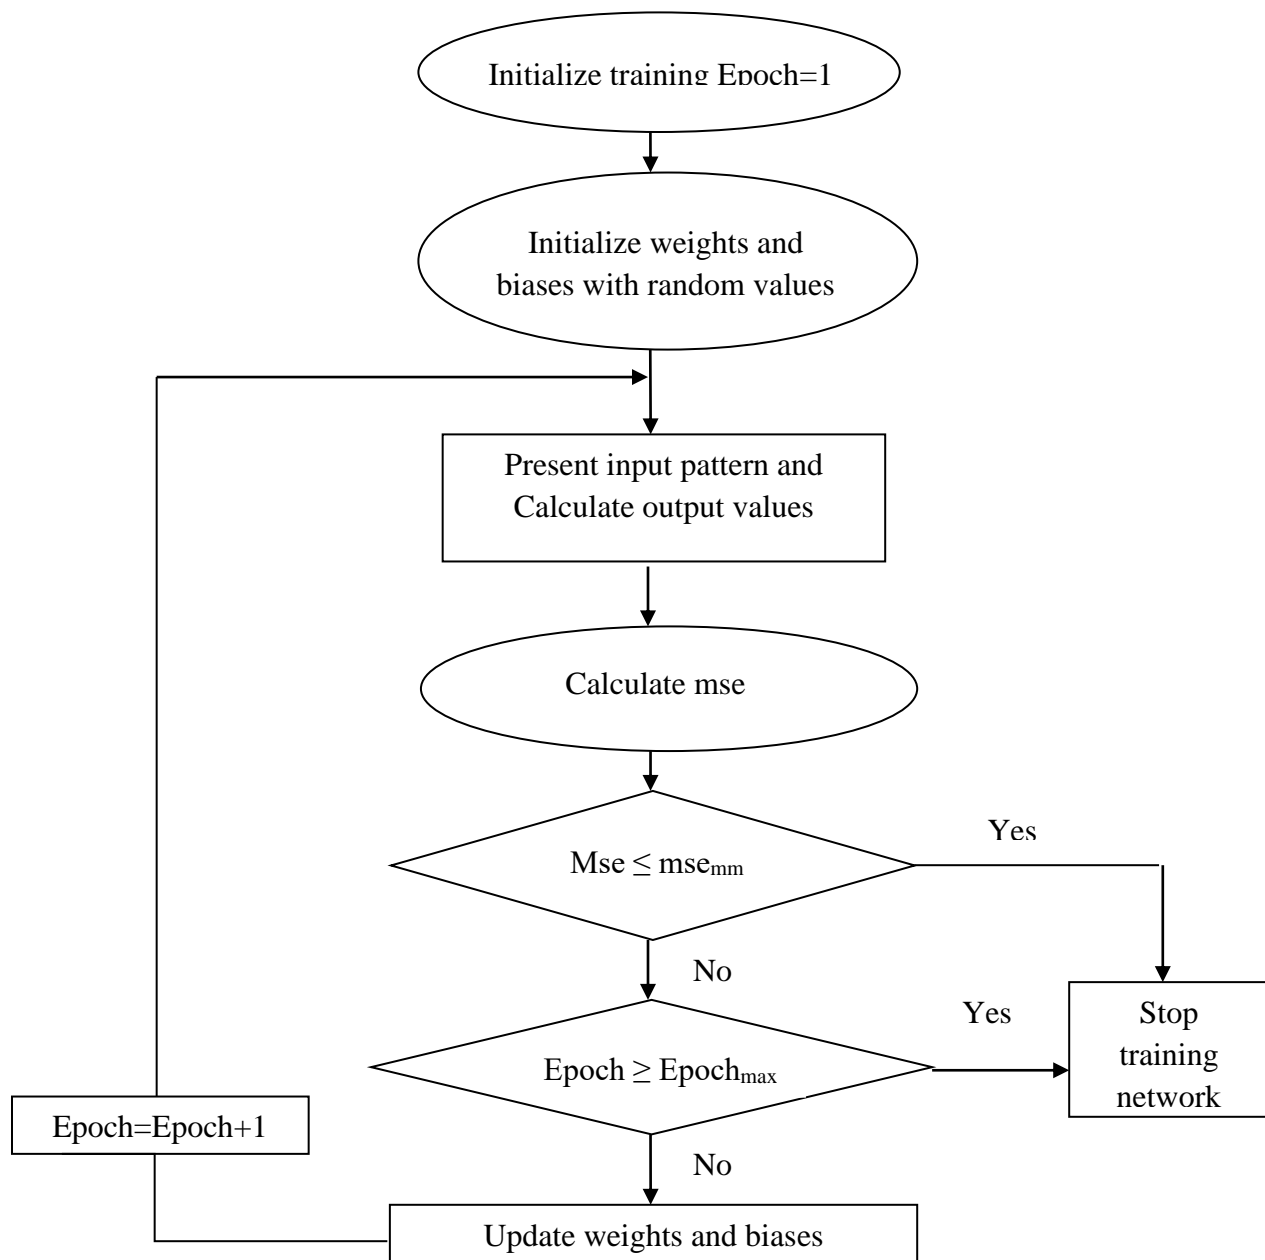 Initialize training Epoch=1
Initialize weights and
biases with random values
Present input pattern and
Calculate output values
Calculate mse
Yes
Mse ≤ mse_mm
No
Yes
Stop
training
network
Epoch ≥ Epoch_max
Epoch=Epoch+1
No
Update weights and biases